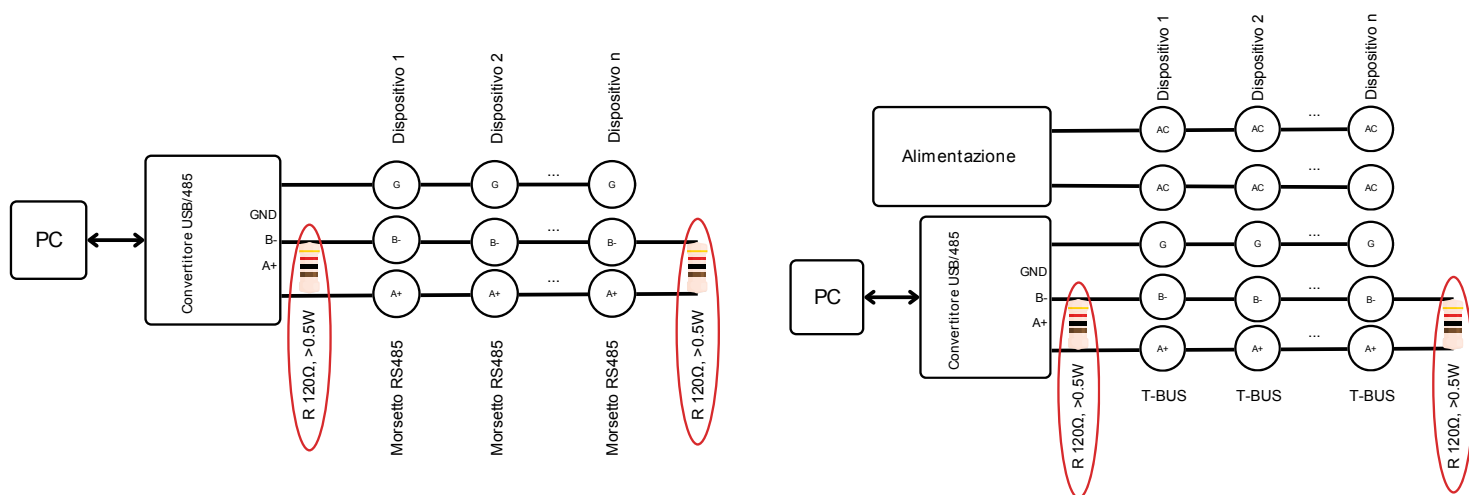 Dispositivo 1
Dispositivo 2
Dispositivo n
PC
Convertitore USB/485
GND
B-
A+
G
G
...
G
B-
B-
...
B-
A+
A+
...
A+
R 120Ω, >0.5W
R 120Ω, >0.5W
Morsetto RS485
Morsetto RS485
Morsetto RS485
Dispositivo 1
Dispositivo 2
Dispositivo n
Alimentazione
AC
AC
...
AC
AC
AC
...
AC
PC
Convertitore USB/485
GND
B-
A+
G
G
...
G
B-
B-
...
B-
A+
A+
...
A+
R 120Ω, >0.5W
R 120Ω, >0.5W
T-BUS
T-BUS
T-BUS